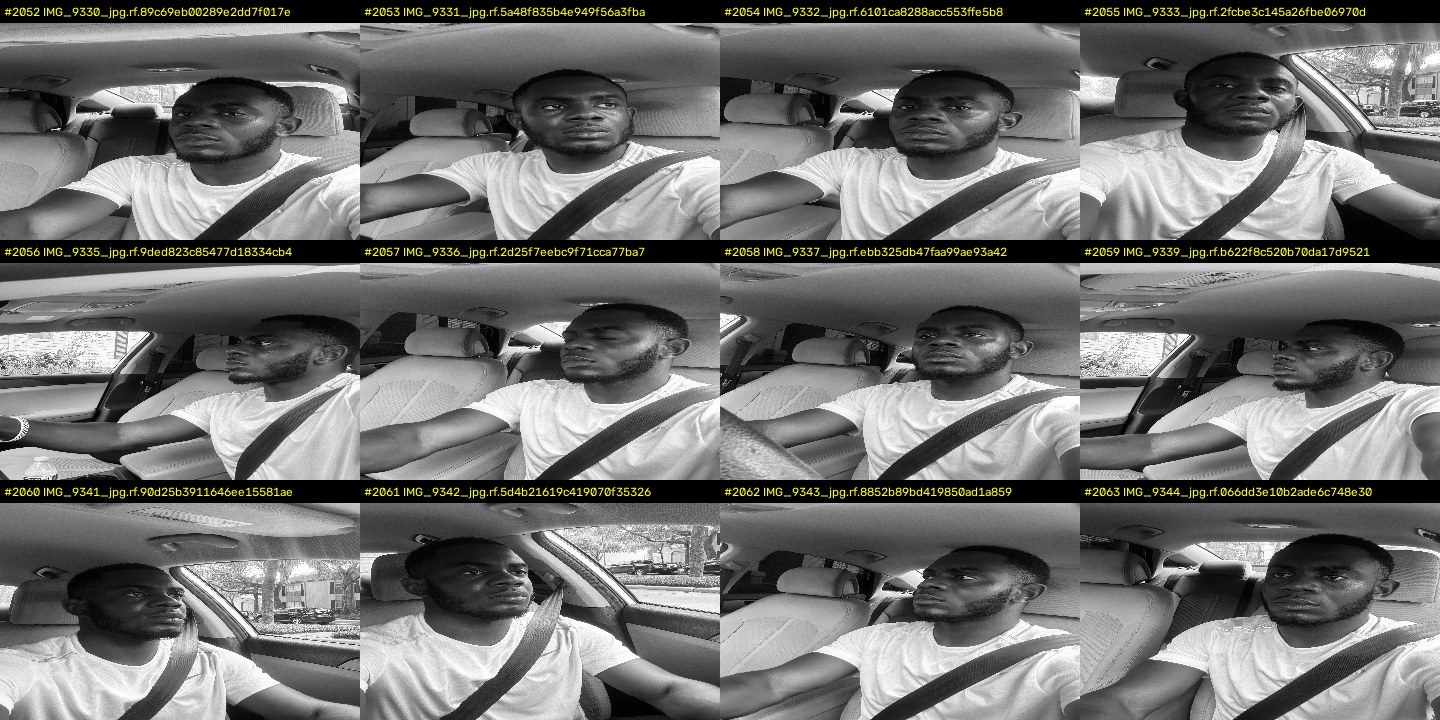 #2052 IMG_9330_jpg.rf.89c69eb00289e2dd7f017e
#2053 IMG_9331_jpg.rf.5a48f835b4e949f56a3fba
#2054 IMG_9332_jpg.rf.6101ca8288acc553ffe5b8
#2055 IMG_9333_jpg.rf.2fcbe3c145a26fbe06970d
#2056 IMG_9335_jpg.rf.9ded823c85477d18334cb4
#2057 IMG_9336_jpg.rf.2d25f7eebc9f71cca77ba7
#2058 IMG_9337_jpg.rf.ebb325db47faa99ae93a42
#2059 IMG_9339_jpg.rf.b622f8c520b70da17d9521
#2060 IMG_9341_jpg.rf.90d25b3911646ee15581ae
#2061 IMG_9342_jpg.rf.5d4b21619c419070f35326
#2062 IMG_9343_jpg.rf.8852b89bd419850ad1a859
#2063 IMG_9344_jpg.rf.066dd3e10b2ade6c748e30